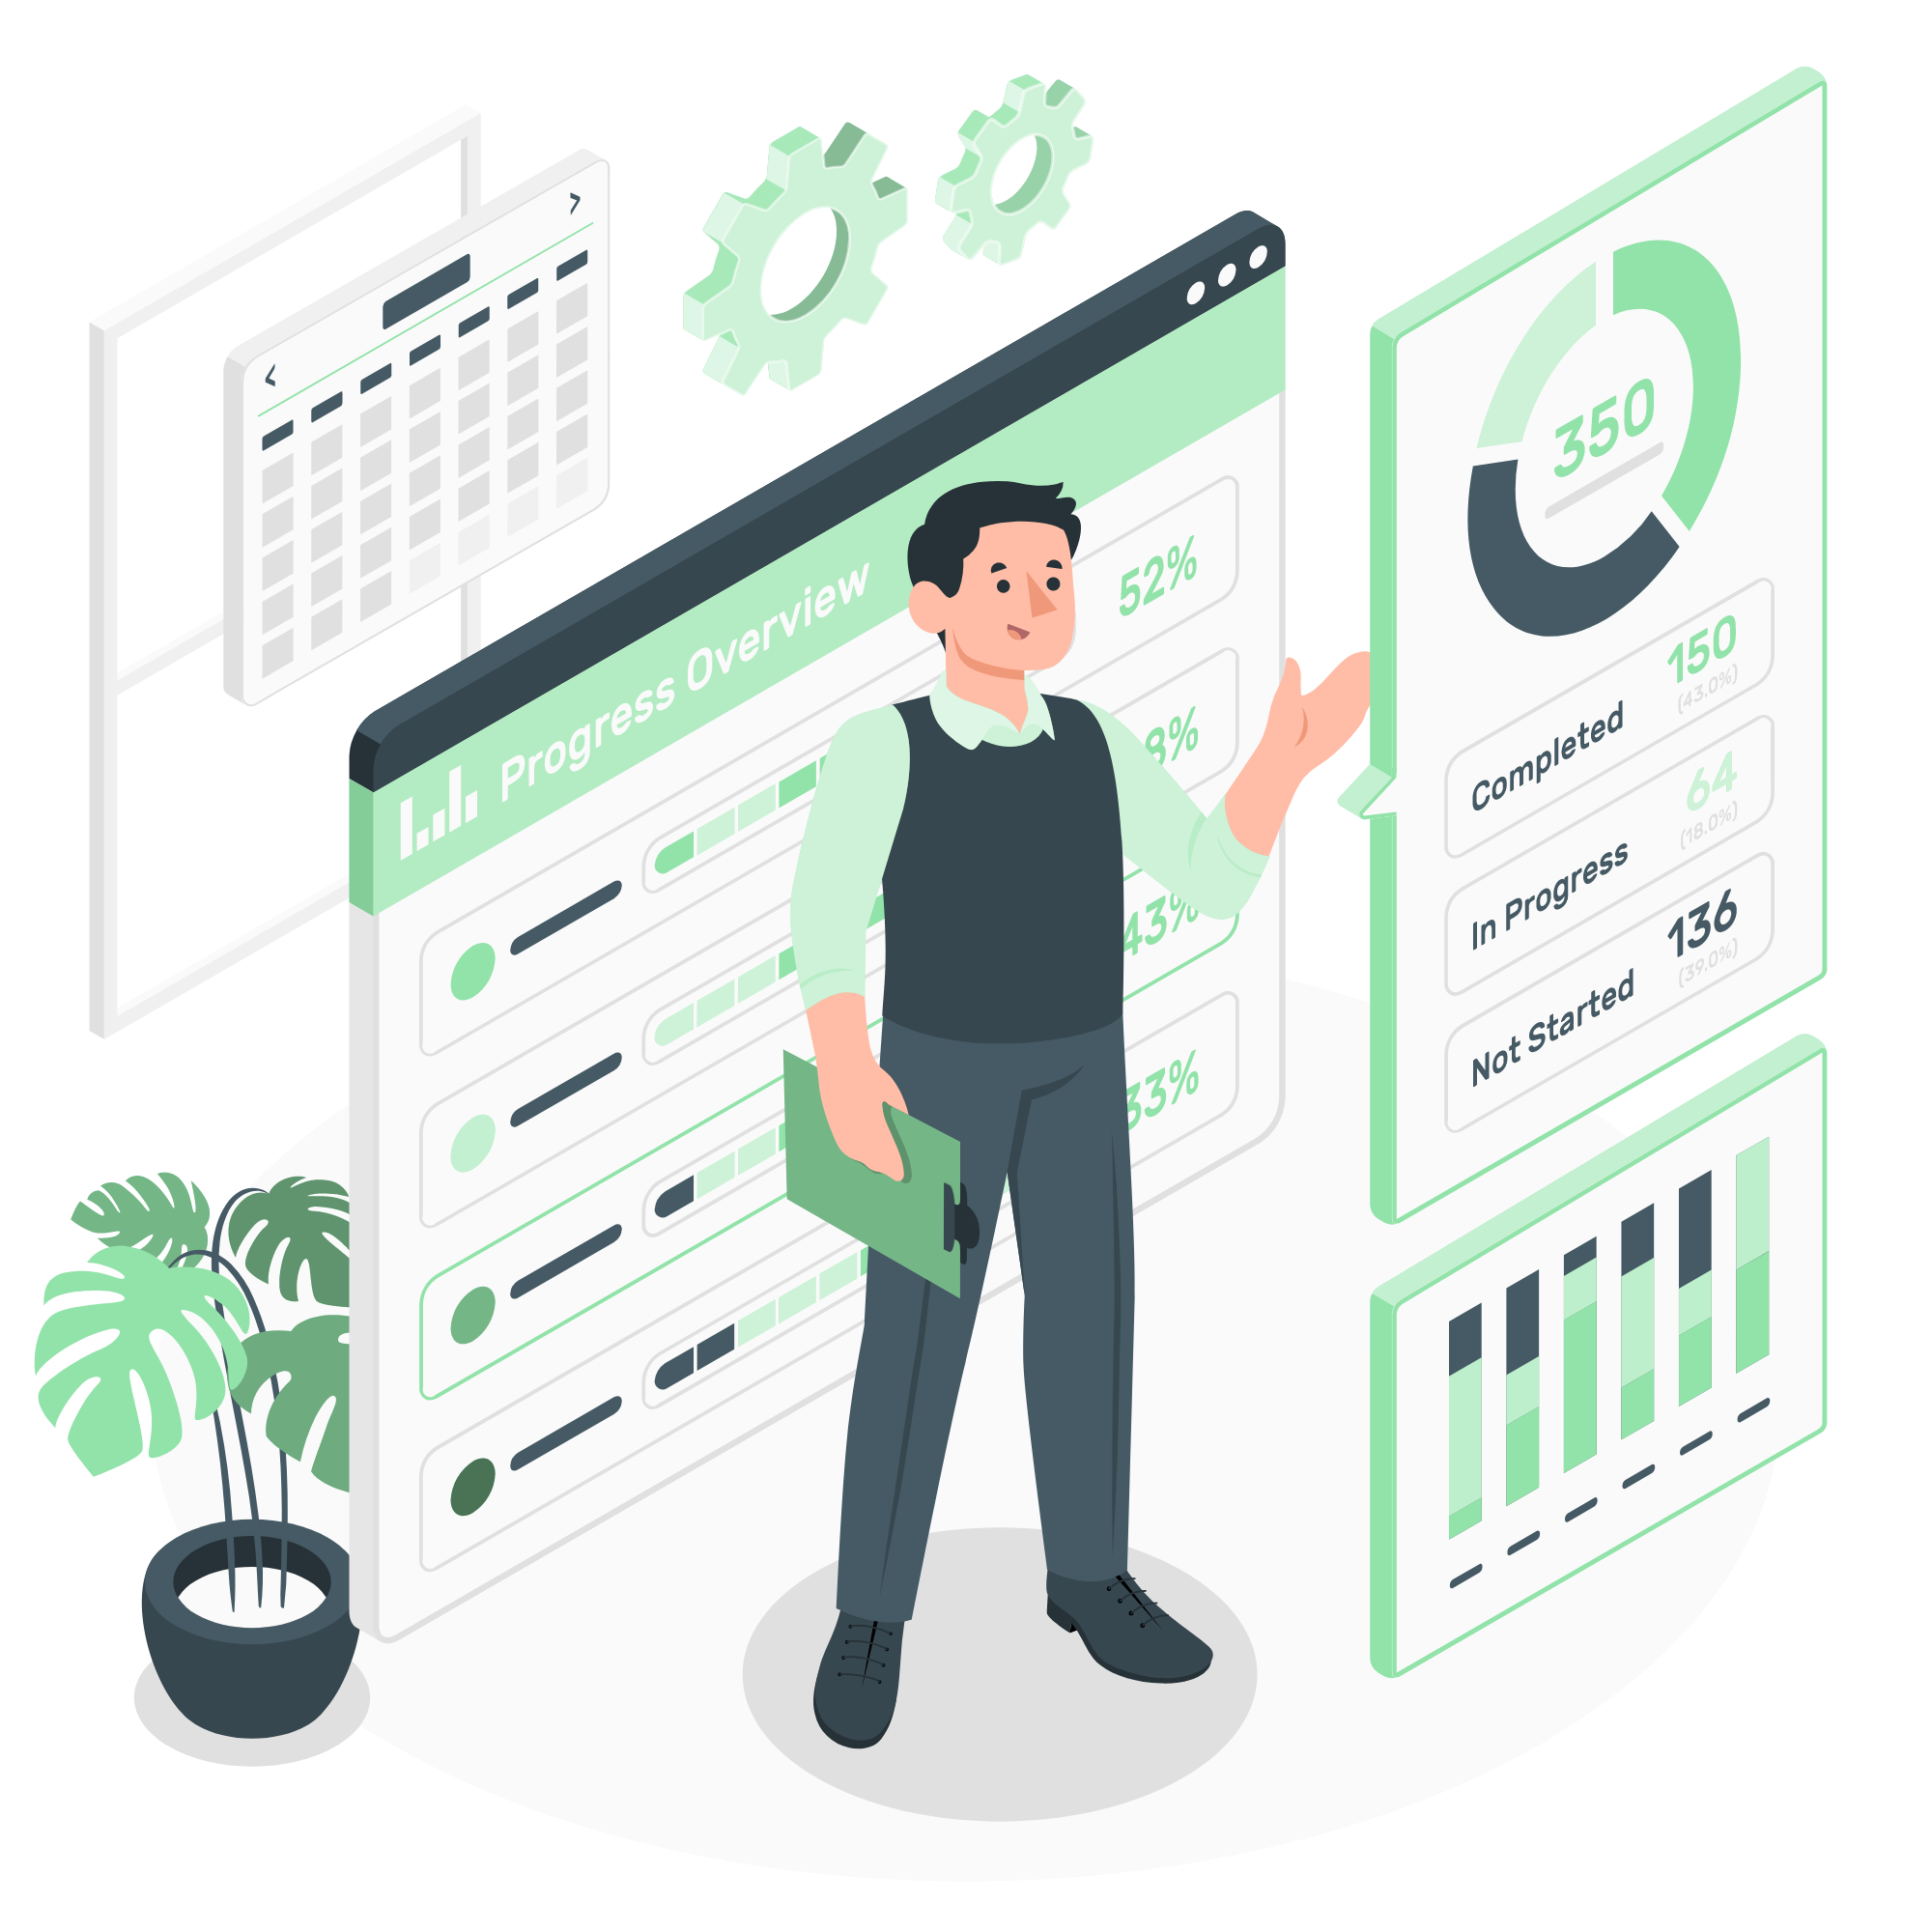 Progress Overview
52%
8%
43%
33%
350
Completed
150
(43.0%)
In Progress
64
(18.0%)
Not Started
136
(39.0%)